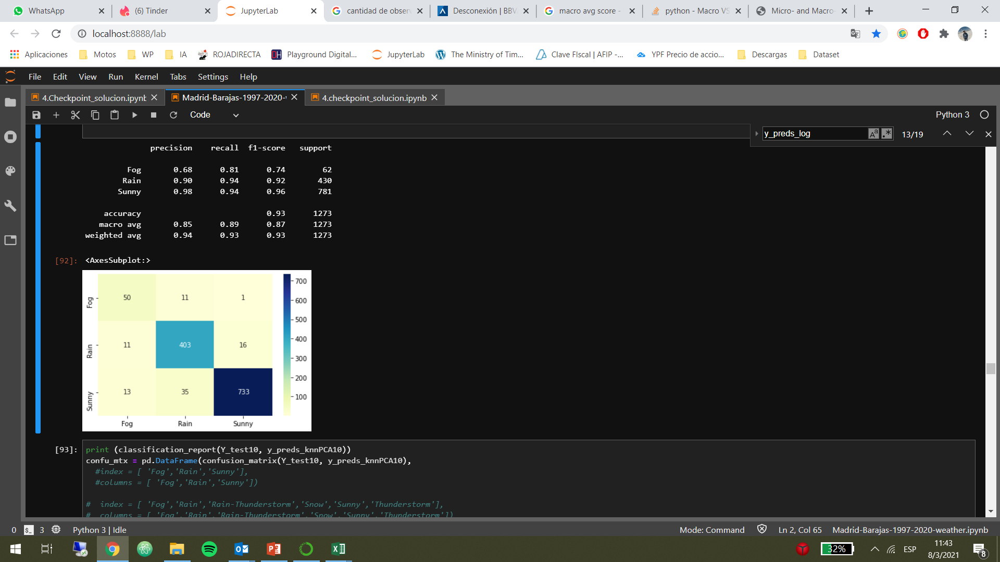 WhatsApp
(6) Tinder
JupyterLab
cantidad de obser
Desconexión | BBV
macro avg score -
python - Macro VS
Micro- and Macro-
localhost:8888/lab
Aplicaciones
Motos
WP
IA
ROJADIRECTA
Playground Digital...
JupyterLab
The Ministry of Tim...
Clave FIscal | AFIP -...
YPF Precio de accio...
Descargas
Dataset
File Edit View Run Kernel Tabs Settings Help
4.Checkpoint_solucion.ipynb
Madrid-Barajas-1997-2020-
4.checkpoint_solucion.ipynb
Code
Python 3
y_preds_log
13/19
precision recall f1-score support
Fog 0.68 0.81 0.74 62
Rain 0.90 0.94 0.92 430
Sunny 0.98 0.94 0.96 781
accuracy 0.93 1273
macro avg 0.85 0.89 0.87 1273
weighted avg 0.94 0.93 0.93 1273
[92]: <AxesSubplot:>
Fog 50 11 1
Rain 11 403 16
Sunny 13 35 733
Fog Rain Sunny
700
600
500
400
300
200
100
[93]: print (classification_report(Y_test10, y_preds_knnPCA10))
confu_mtx = pd.DataFrame(confusion_matrix(Y_test10, y_preds_knnPCA10),
#index = [ 'Fog','Rain','Sunny'],
#columns = [ 'Fog','Rain','Sunny'])
# index = [ 'Fog','Rain','Rain-Thunderstorm','Snow','Sunny','Thunderstorm'],
# columns = [ 'Fog','Rain','Rain-Thunderstorm','Snow','Sunny','Thunderstorm'])
0 3 Python 3 | Idle
Mode: Command
Ln 2, Col 65
Madrid-Barajas-1997-2020-weather.ipynb
32%
ESP
11:43
8/3/2021
8